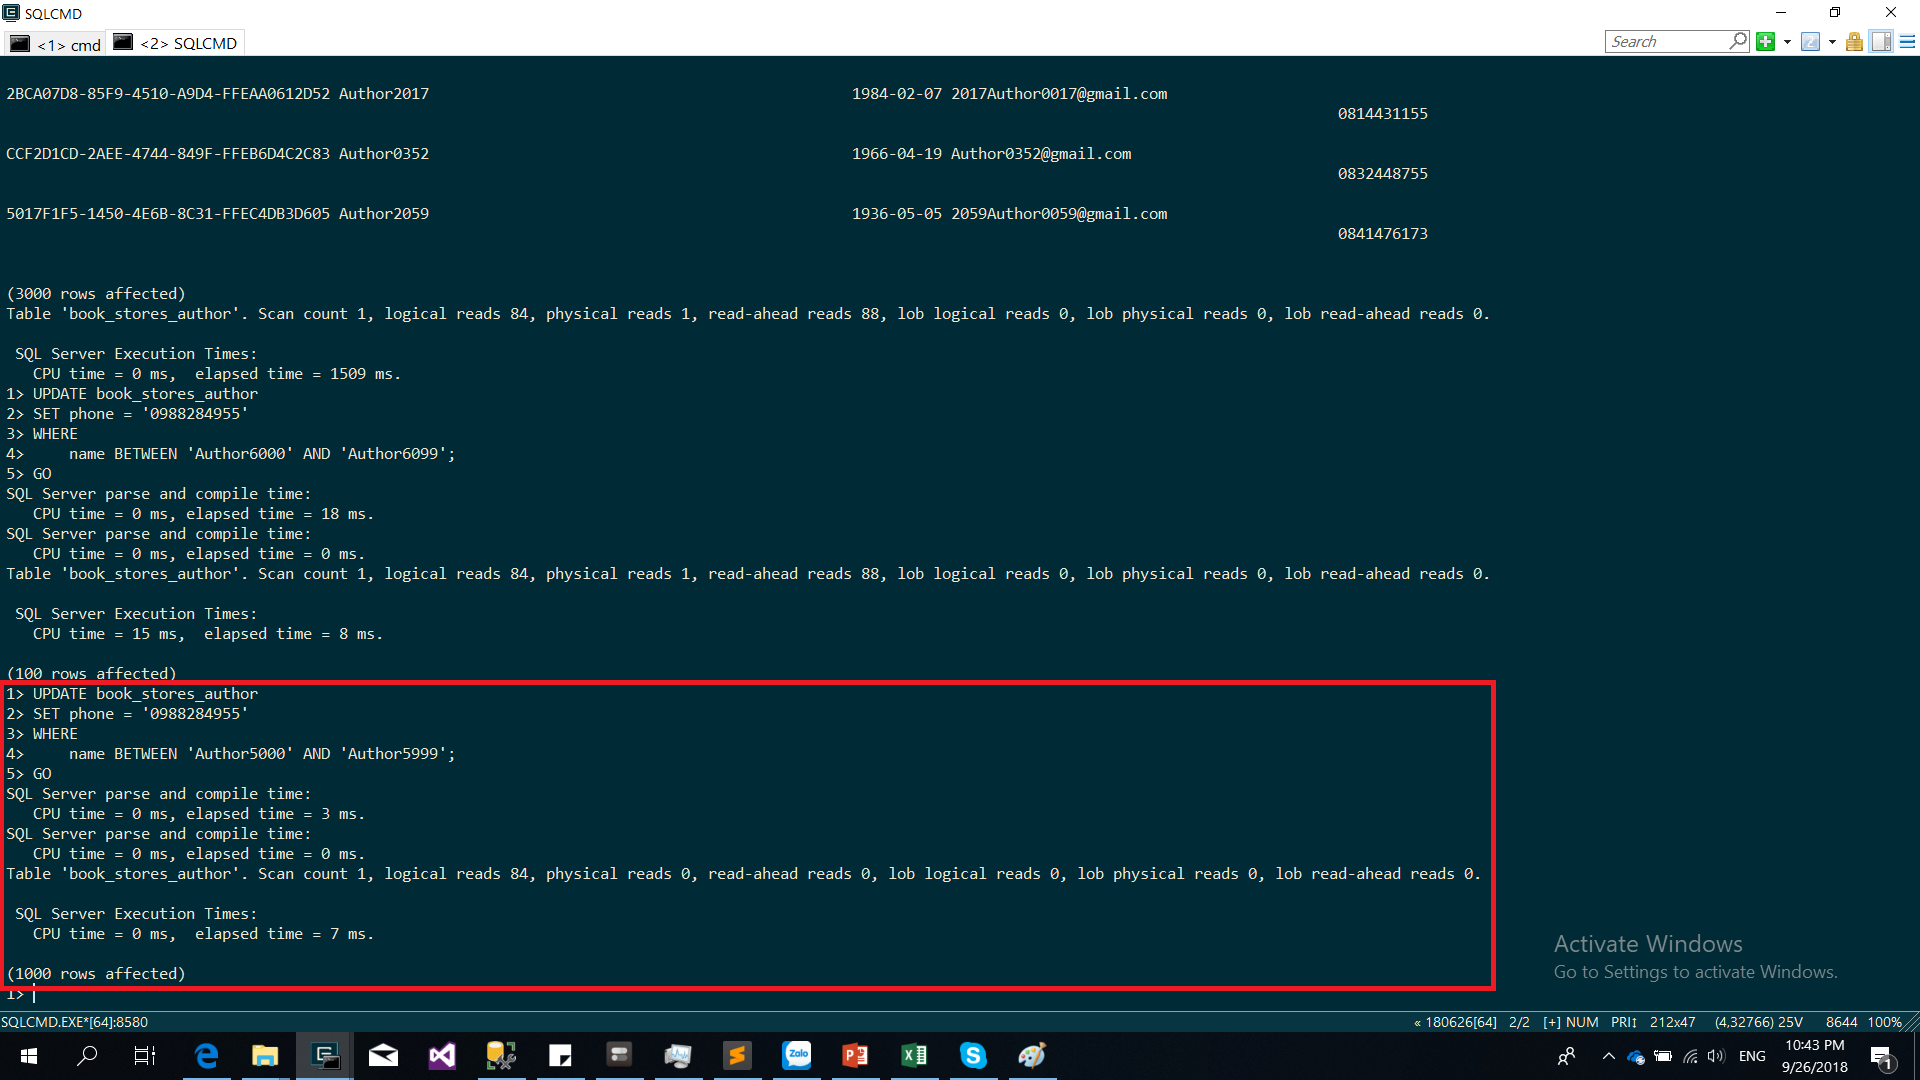 SQLCMD
<1> cmd
<2> SQLCMD
Search
2BCA07D8-85F9-4510-A9D4-FFEAA0612D52 Author2017 1984-02-07 2017Author0017@gmail.com
0814431155
CCF2D1CD-2AEE-4744-849F-FFEB6D4C2C83 Author0352 1966-04-19 Author0352@gmail.com
0832448755
5017F1F5-1450-4E6B-8C31-FFEC4DB3D605 Author2059 1936-05-05 2059Author0059@gmail.com
0841476173
(3000 rows affected)
Table 'book_stores_author'. Scan count 1, logical reads 84, physical reads 1, read-ahead reads 88, lob logical reads 0, lob physical reads 0, lob read-ahead reads 0.
SQL Server Execution Times:
CPU time = 0 ms,  elapsed time = 1509 ms.
1> UPDATE book_stores_author
2> SET phone = '0988284955'
3> WHERE
4>     name BETWEEN 'Author6000' AND 'Author6099';
5> GO
SQL Server parse and compile time:
CPU time = 0 ms, elapsed time = 18 ms.
SQL Server parse and compile time:
CPU time = 0 ms, elapsed time = 0 ms.
Table 'book_stores_author'. Scan count 1, logical reads 84, physical reads 1, read-ahead reads 88, lob logical reads 0, lob physical reads 0, lob read-ahead reads 0.
SQL Server Execution Times:
CPU time = 15 ms,  elapsed time = 8 ms.
(100 rows affected)
1> UPDATE book_stores_author
2> SET phone = '0988284955'
3> WHERE
4>     name BETWEEN 'Author5000' AND 'Author5999';
5> GO
SQL Server parse and compile time:
CPU time = 0 ms, elapsed time = 3 ms.
SQL Server parse and compile time:
CPU time = 0 ms, elapsed time = 0 ms.
Table 'book_stores_author'. Scan count 1, logical reads 84, physical reads 0, read-ahead reads 0, lob logical reads 0, lob physical reads 0, lob read-ahead reads 0.
SQL Server Execution Times:
CPU time = 0 ms,  elapsed time = 7 ms.
(1000 rows affected)
1>
Activate Windows
Go to Settings to activate Windows.
SQLCMD.EXE*[64]:8580 « 180626[64] 2/2 [+] NUM PRI↕ 212x47 (4,32766) 25V 8644 100%
Zalo
ENG
10:43 PM
9/26/2018
1